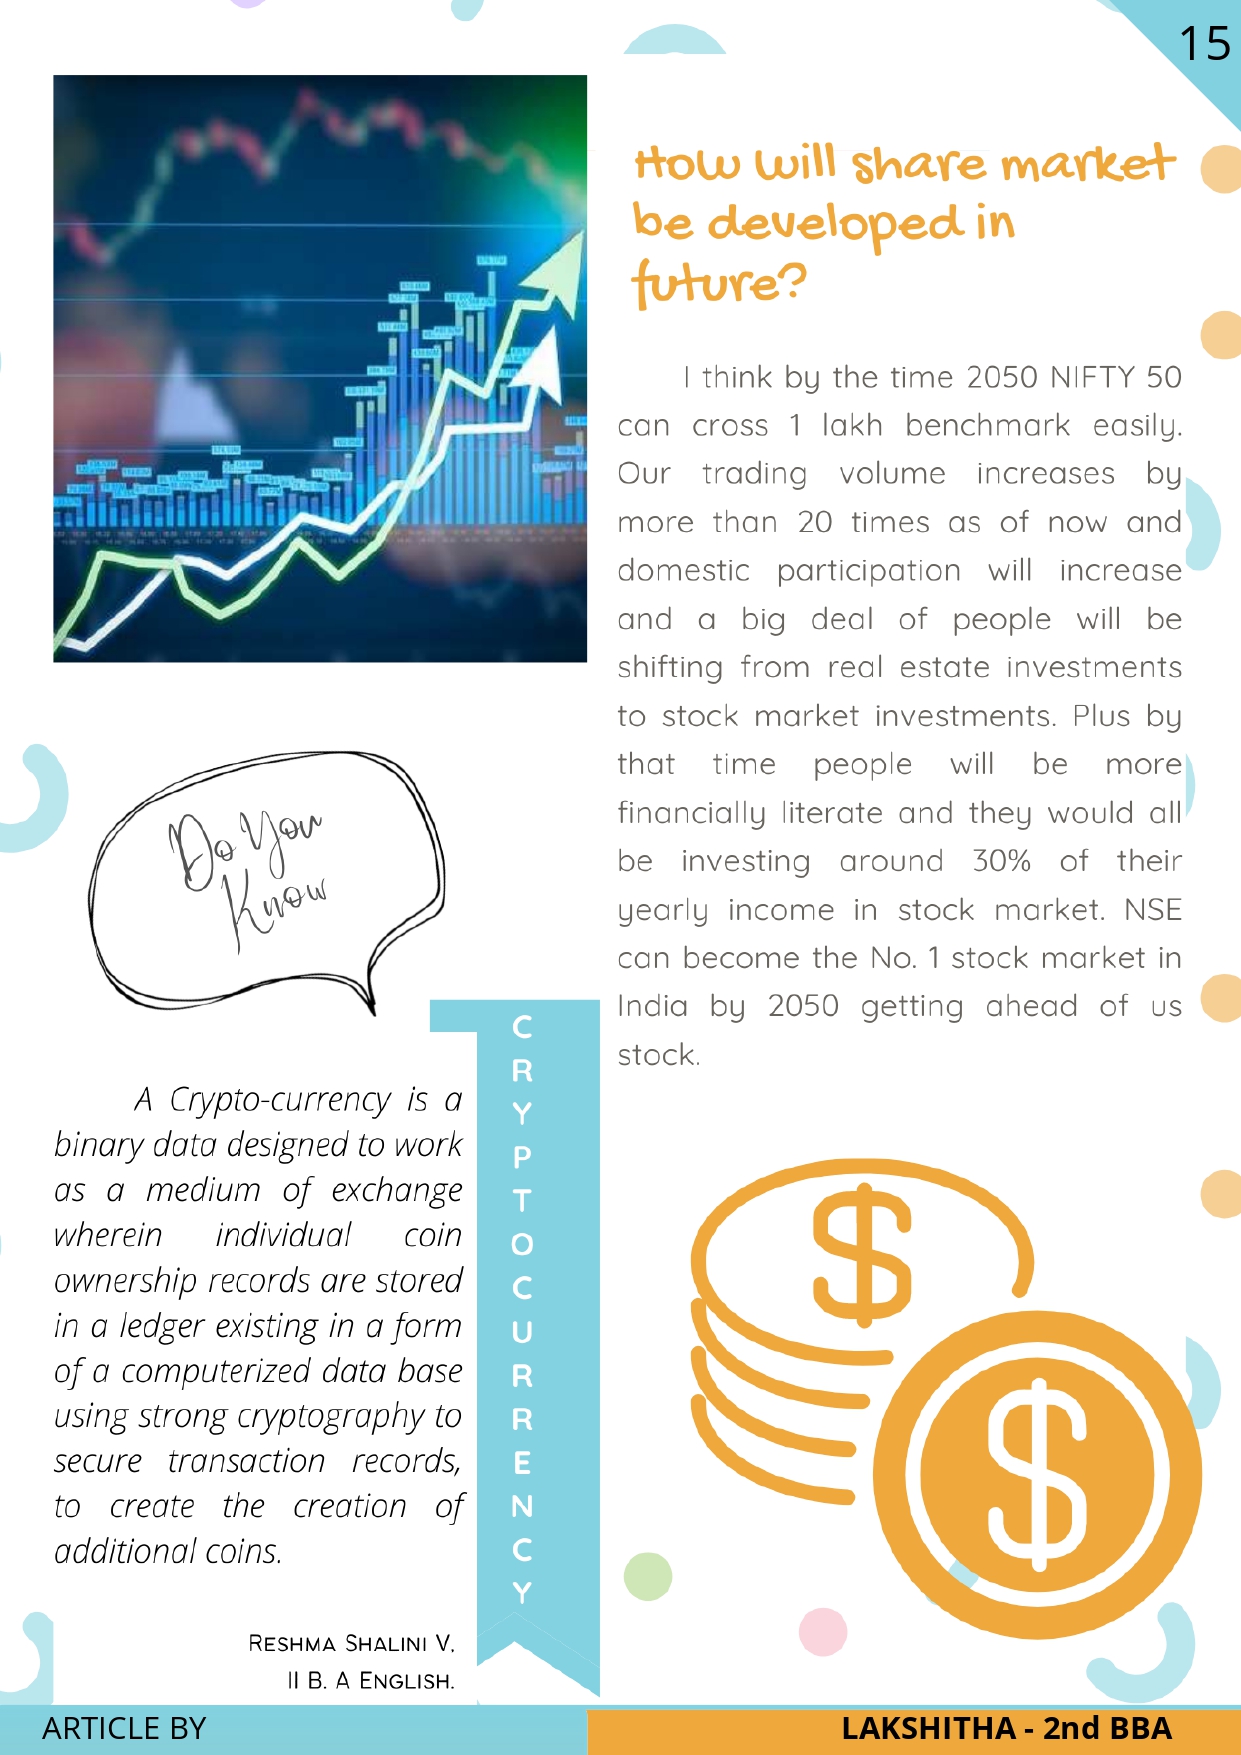 15
How will share market
be developed in
future?
I think by the time 2050 NIFTY 50
can cross 1 lakh benchmark easily.
Our trading volume increases by
more than 20 times as of now and
domestic participation will increase
and a big deal of people will be
shifting from real estate investments
to stock market investments. Plus by
that time people will be more
financially literate and they would all
be investing around 30% of their
yearly income in stock market. NSE
can become the No. 1 stock market in
India by 2050 getting ahead of us
stock.
Do You
Know
CRYPTOCURRENCY
A Crypto-currency is a
binary data designed to work
as a medium of exchange
wherein individual coin
ownership records are stored
in a ledger existing in a form
of a computerized data base
using strong cryptography to
secure transaction records,
to create the creation of
additional coins.
RESHMA SHALINI V.
II B. A ENGLISH.
$
$
ARTICLE BY
LAKSHITHA - 2nd BBA